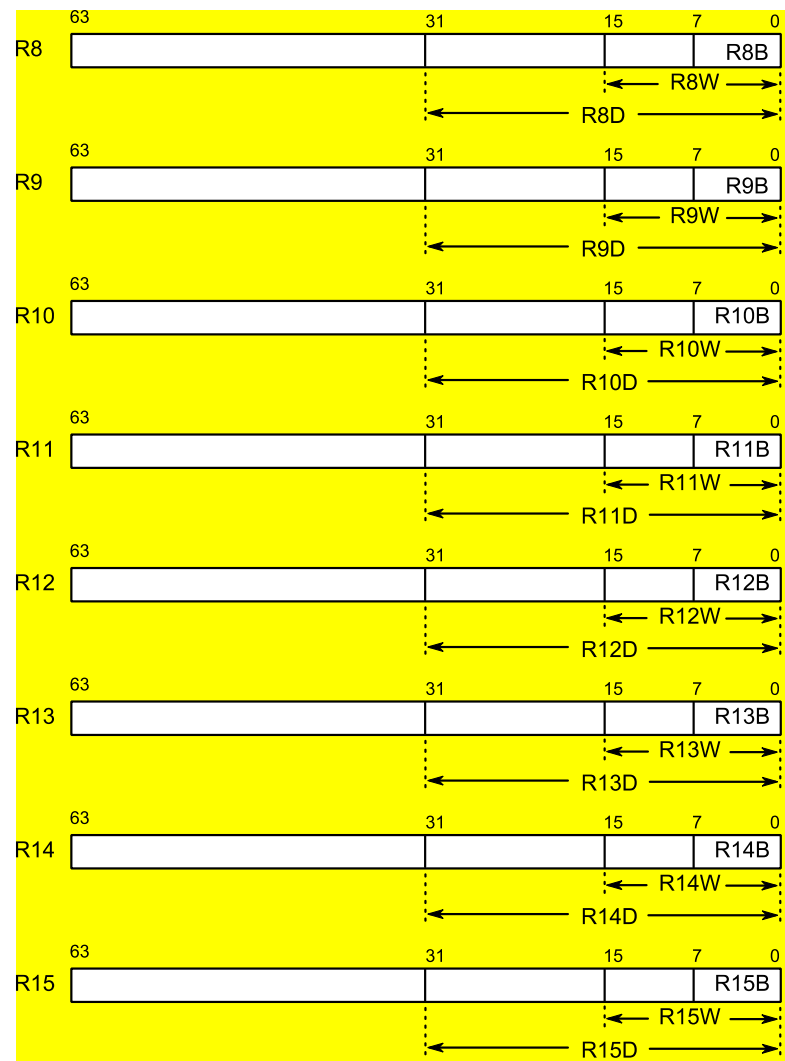 63 31 15 7 0
R8 R8B
R8W
R8D
63 31 15 7 0
R9 R9B
R9W
R9D
63 31 15 7 0
R10 R10B
R10W
R10D
63 31 15 7 0
R11 R11B
R11W
R11D
63 31 15 7 0
R12 R12B
R12W
R12D
63 31 15 7 0
R13 R13B
R13W
R13D
63 31 15 7 0
R14 R14B
R14W
R14D
63 31 15 7 0
R15 R15B
R15W
R15D